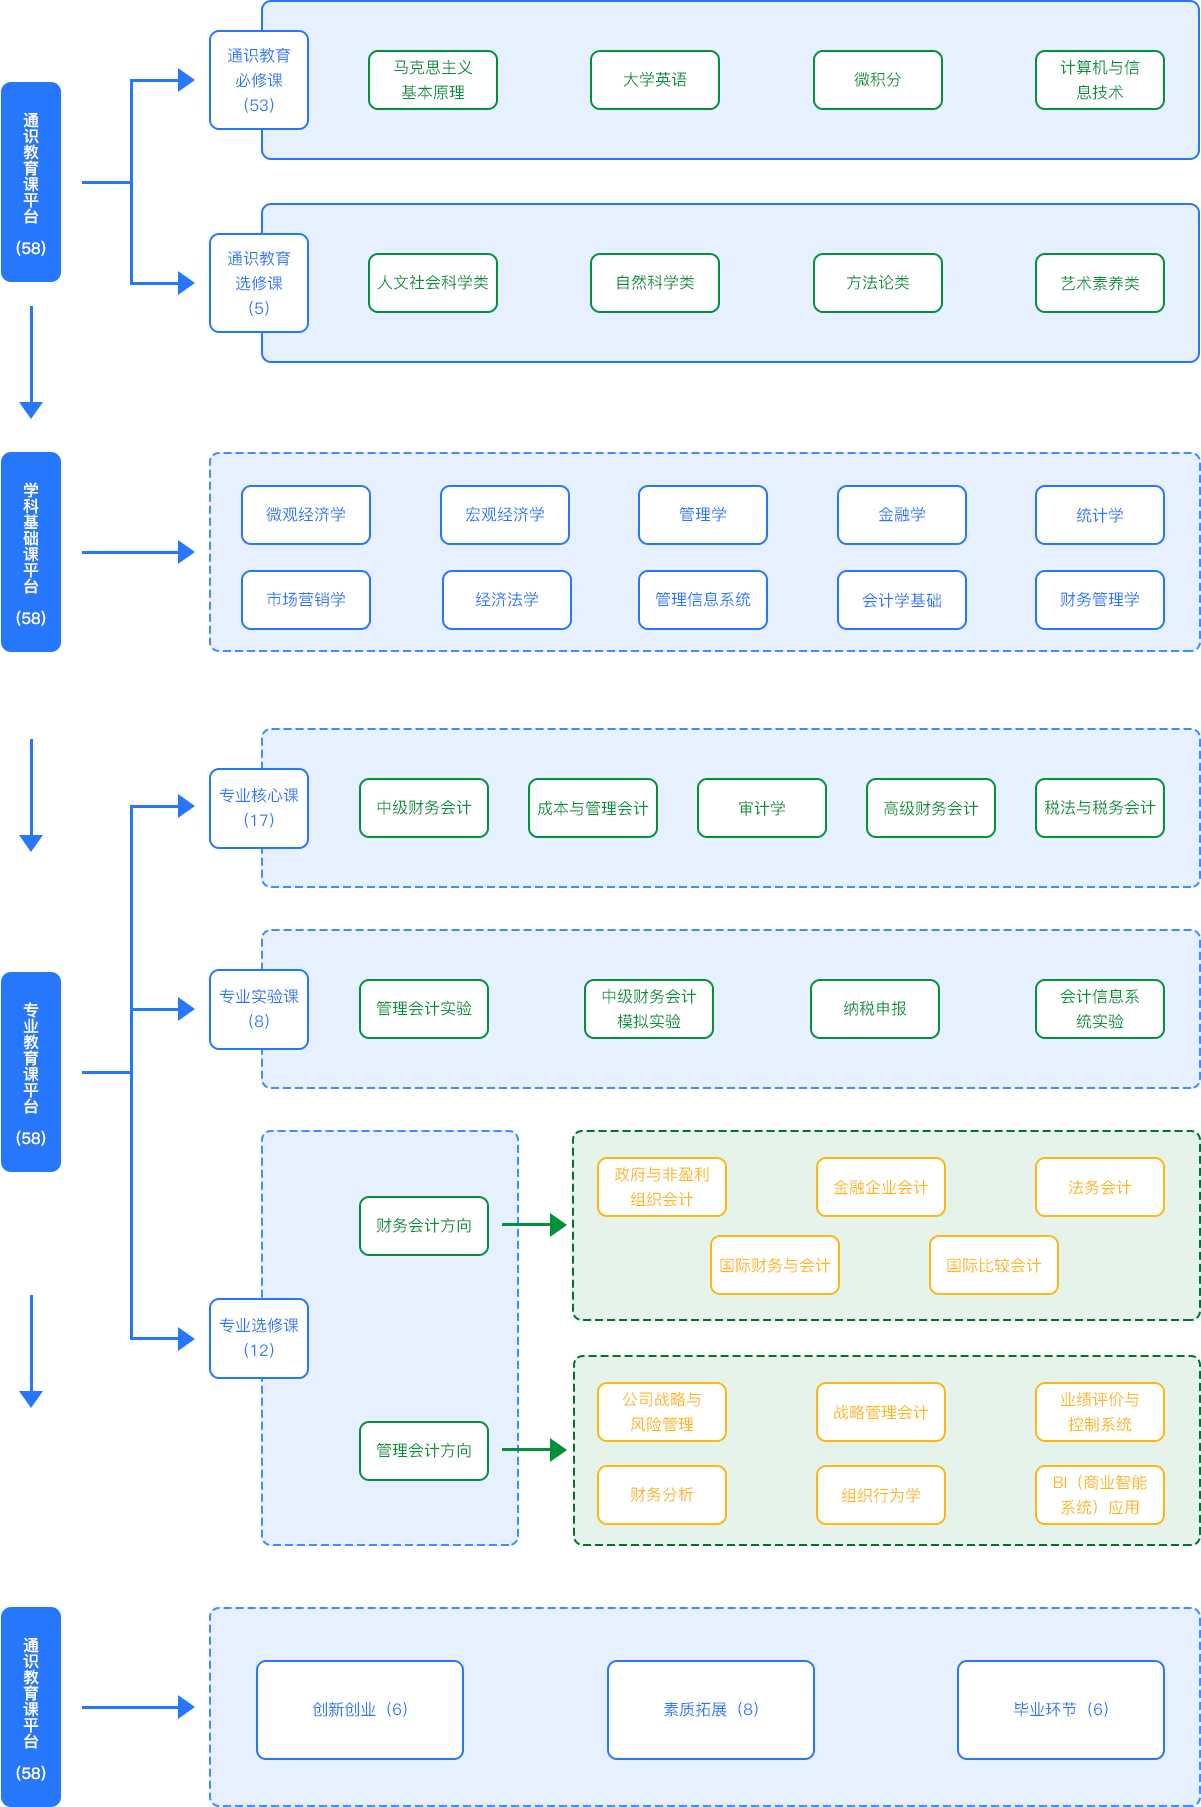 通识教育课平台
(58)
通识教育
必修课
(53)
马克思主义
基本原理
大学英语
微积分
计算机与信
息技术
通识教育
选修课
(5)
人文社会科学类
自然科学类
方法论类
艺术素养类
学科基础课平台
(58)
微观经济学
宏观经济学
管理学
金融学
统计学
市场营销学
经济法学
管理信息系统
会计学基础
财务管理学
专业教育课平台
(58)
专业核心课
(17)
中级财务会计
成本与管理会计
审计学
高级财务会计
税法与税务会计
专业实验课
(8)
管理会计实验
中级财务会计
模拟实验
纳税申报
会计信息系
统实验
专业选修课
(12)
财务会计方向
政府与非盈利
组织会计
金融企业会计
法务会计
国际财务与会计
国际比较会计
管理会计方向
公司战略与
风险管理
战略管理会计
业绩评价与
控制系统
财务分析
组织行为学
BI（商业智能
系统）应用
通识教育课平台
(58)
创新创业（6）
素质拓展（8）
毕业环节（6）